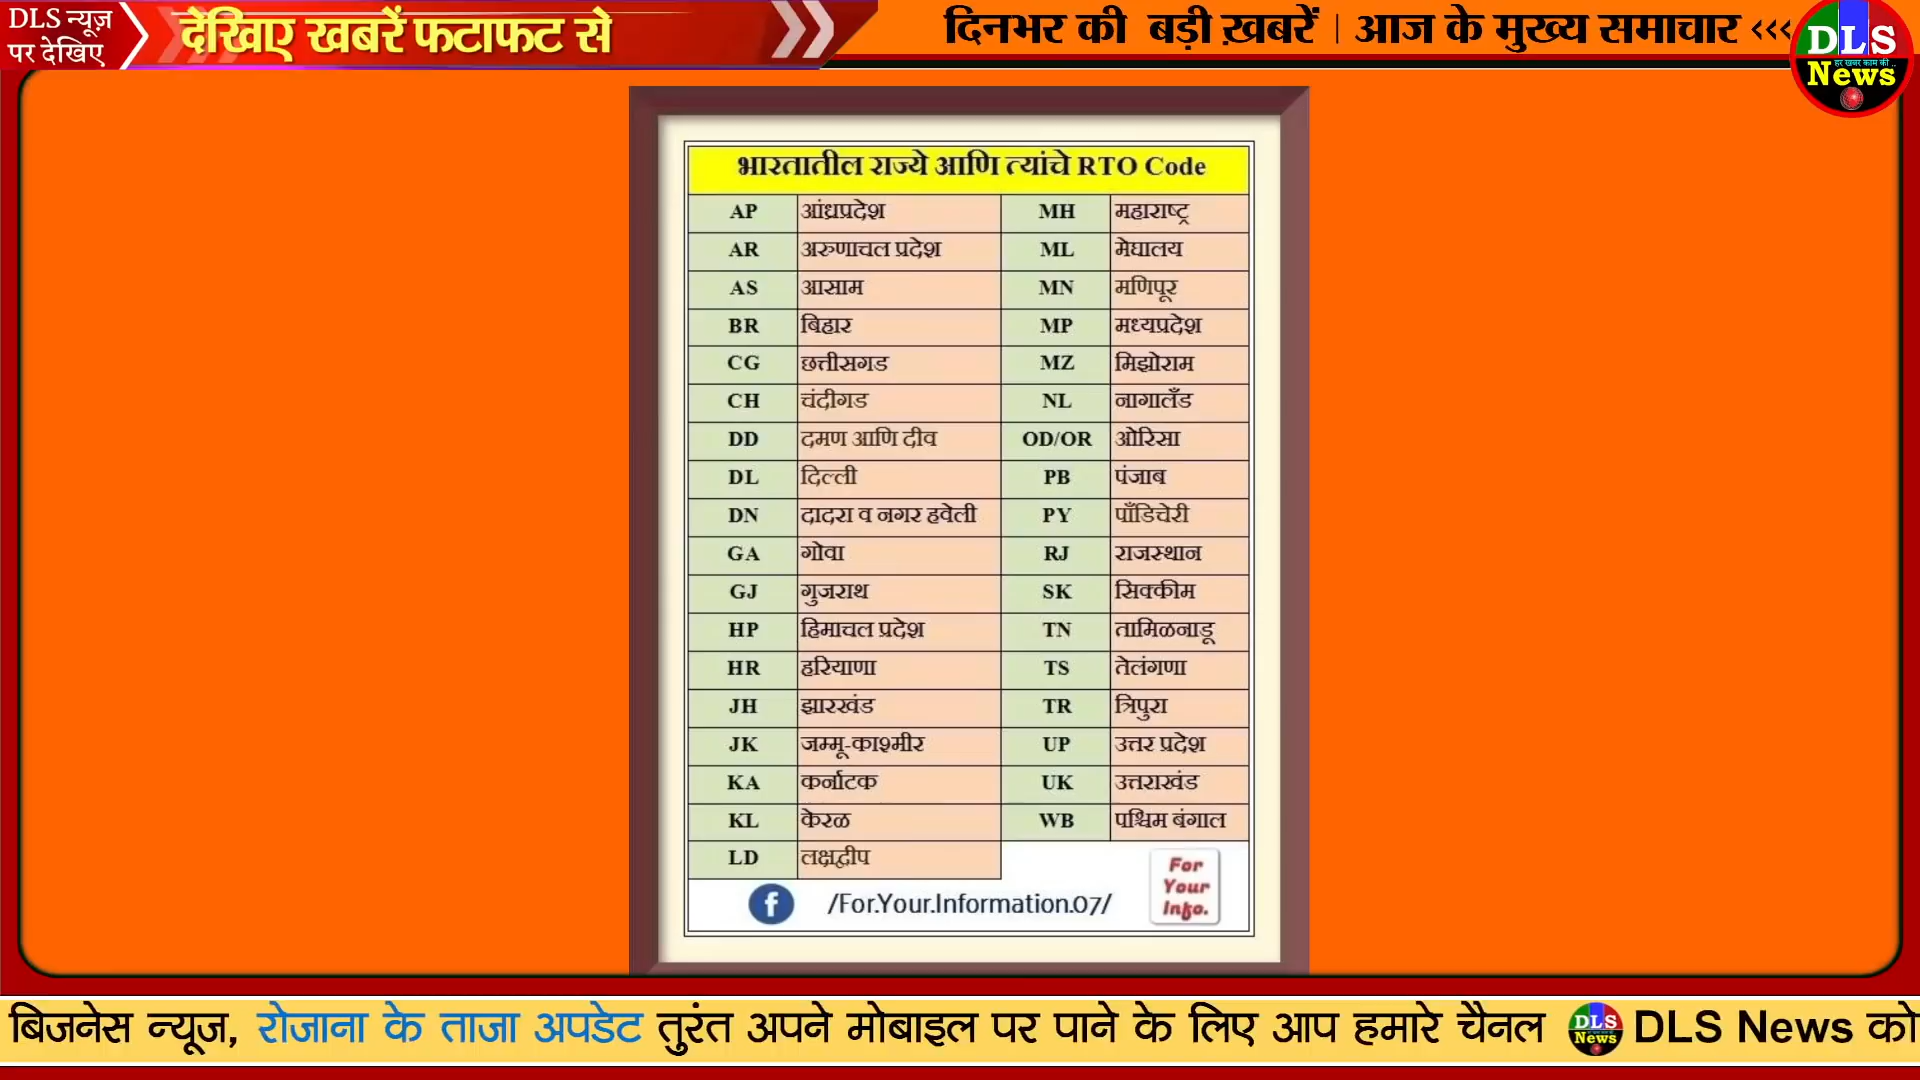 DLS न्यूज़
पर देखिए
देखिए खबरें फटाफट से
दिनभर की बड़ी ख़बरें | आज के मुख्य समाचार <<<
DLS
हर खबर काम की ..
News
भारतातील राज्ये आणि त्यांचे RTO Code
AP आंध्रप्रदेश MH महाराष्ट्र
AR अरुणाचल प्रदेश ML मेघालय
AS आसाम MN मणिपूर
BR बिहार MP मध्यप्रदेश
CG छत्तीसगड MZ मिझोराम
CH चंदीगड NL नागालँड
DD दमण आणि दीव OD/OR ओरिसा
DL दिल्ली PB पंजाब
DN दादरा व नगर हवेली PY पाँडिचेरी
GA गोवा RJ राजस्थान
GJ गुजराथ SK सिक्कीम
HP हिमाचल प्रदेश TN तामिळनाडू
HR हरियाणा TS तेलंगणा
JH झारखंड TR त्रिपुरा
JK जम्मू-काश्मीर UP उत्तर प्रदेश
KA कर्नाटक UK उत्तराखंड
KL केरळ WB पश्चिम बंगाल
LD लक्षद्वीप
/For.Your.Information.07/
For
Your
Info.
बिजनेस न्यूज, रोजाना के ताजा अपडेट तुरंत अपने मोबाइल पर पाने के लिए आप हमारे चैनल DLS News DLS News को